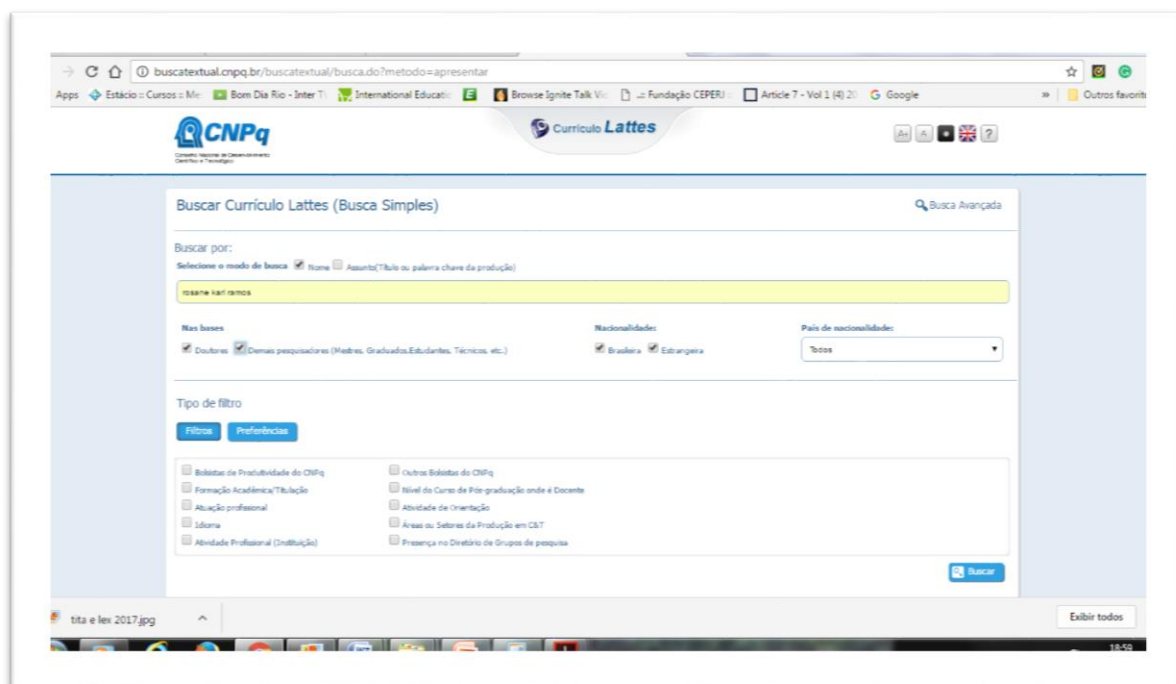 buscatextual.cnpq.br/buscatextual/busca.do?metodo=apresentar
Apps Estácio :: Cursos :: Me Bom Dia Rio - Inter T International Educatio Browse Ignite Talk Vi .:: Fundação CEPERJ :: Article 7 - Vol 1 (4) 20 G Google » Outros favorit
CNPq
Conselho Nacional de Desenvolvimento
Científico e Tecnológico
Currículo Lattes
A+ A ?
Buscar Currículo Lattes (Busca Simples) Busca Avançada
Buscar por:
Selecione o modo de busca Nome Assunto(Título ou palavra chave da produção)
rosane karl ramos
Nas bases Nacionalidade: País de nacionalidade:
Doutores Demais pesquisadores (Mestres, Graduados,Estudantes, Técnicos, etc.) Brasileira Estrangeira Todos
Tipo de filtro
Filtros Preferências
Bolsistas de Produtividade do CNPq Outros Bolsistas do CNPq
Formação Acadêmica/Titulação Nível do Curso de Pós-graduação onde é Docente
Atuação profissional Atividade de Orientação
Idioma Áreas ou Setores da Produção em C&T
Atividade Profissional (Instituição) Presença no Diretório de Grupos de pesquisa
Buscar
tita e lex 2017.jpg Exibir todos
18:59